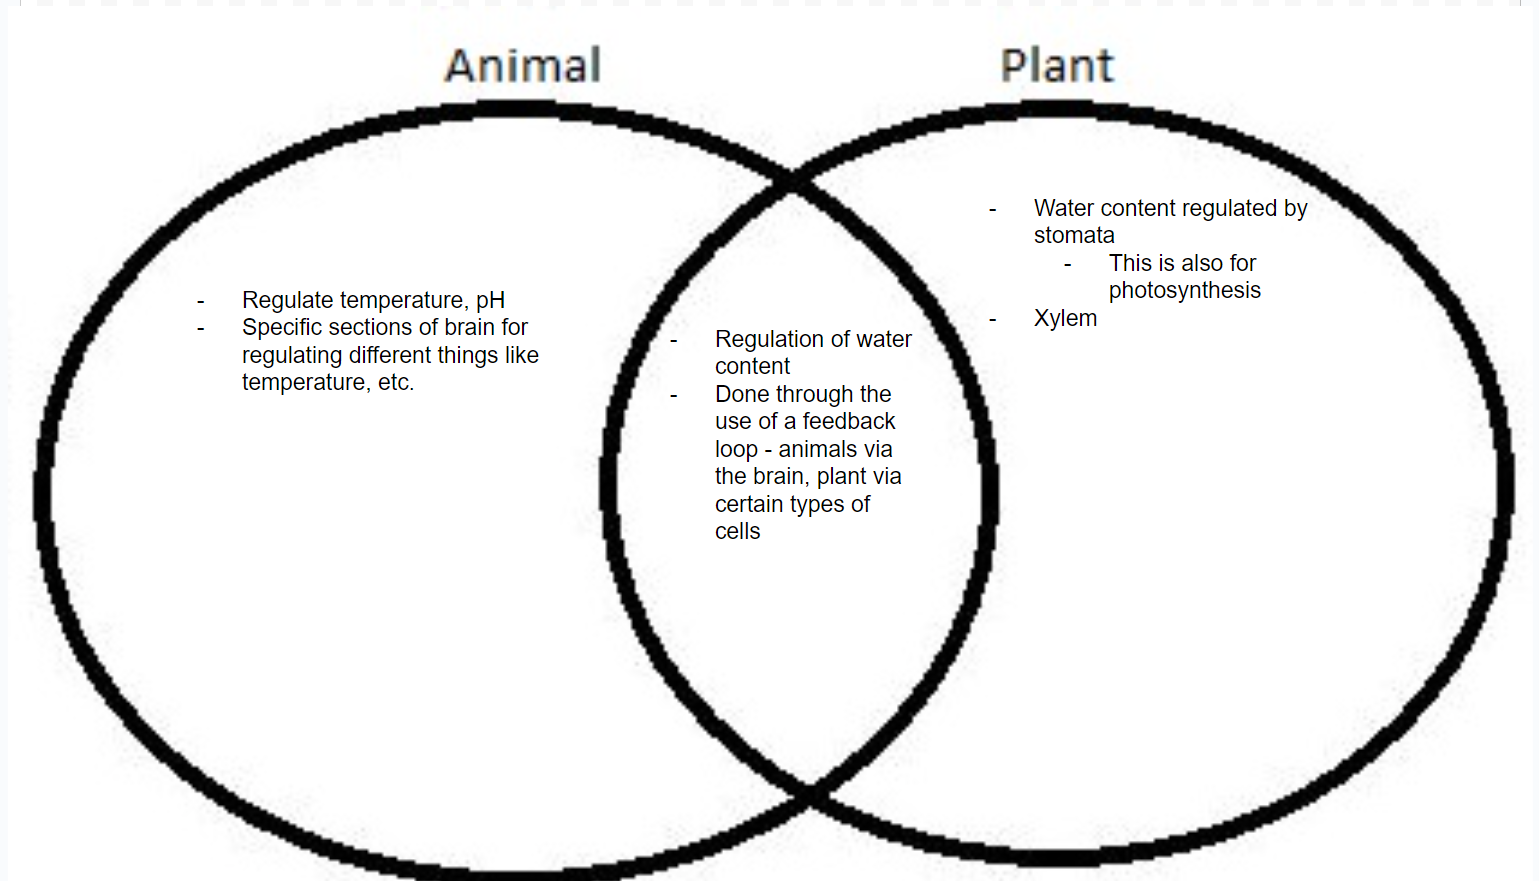 Animal
Plant
- Regulate temperature, pH
- Specific sections of brain for
regulating different things like
temperature, etc.
- Regulation of water
content
- Done through the
use of a feedback
loop - animals via
the brain, plant via
certain types of
cells
- Water content regulated by
stomata
- This is also for
photosynthesis
- Xylem